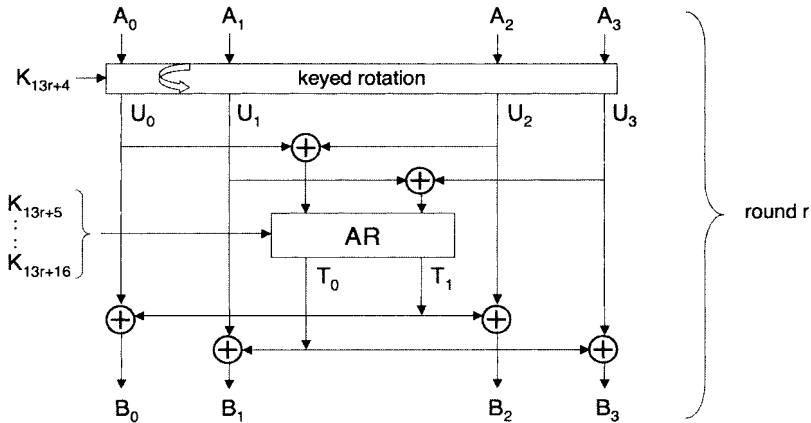 A₀ A₁ A₂ A₃
K₁₃ᵣ₊₄ keyed rotation
U₀ U₁ U₂ U₃
K₁₃ᵣ₊₅
AR
K₁₃ᵣ₊₁₆
round r
T₀ T₁
B₀ B₁ B₂ B₃